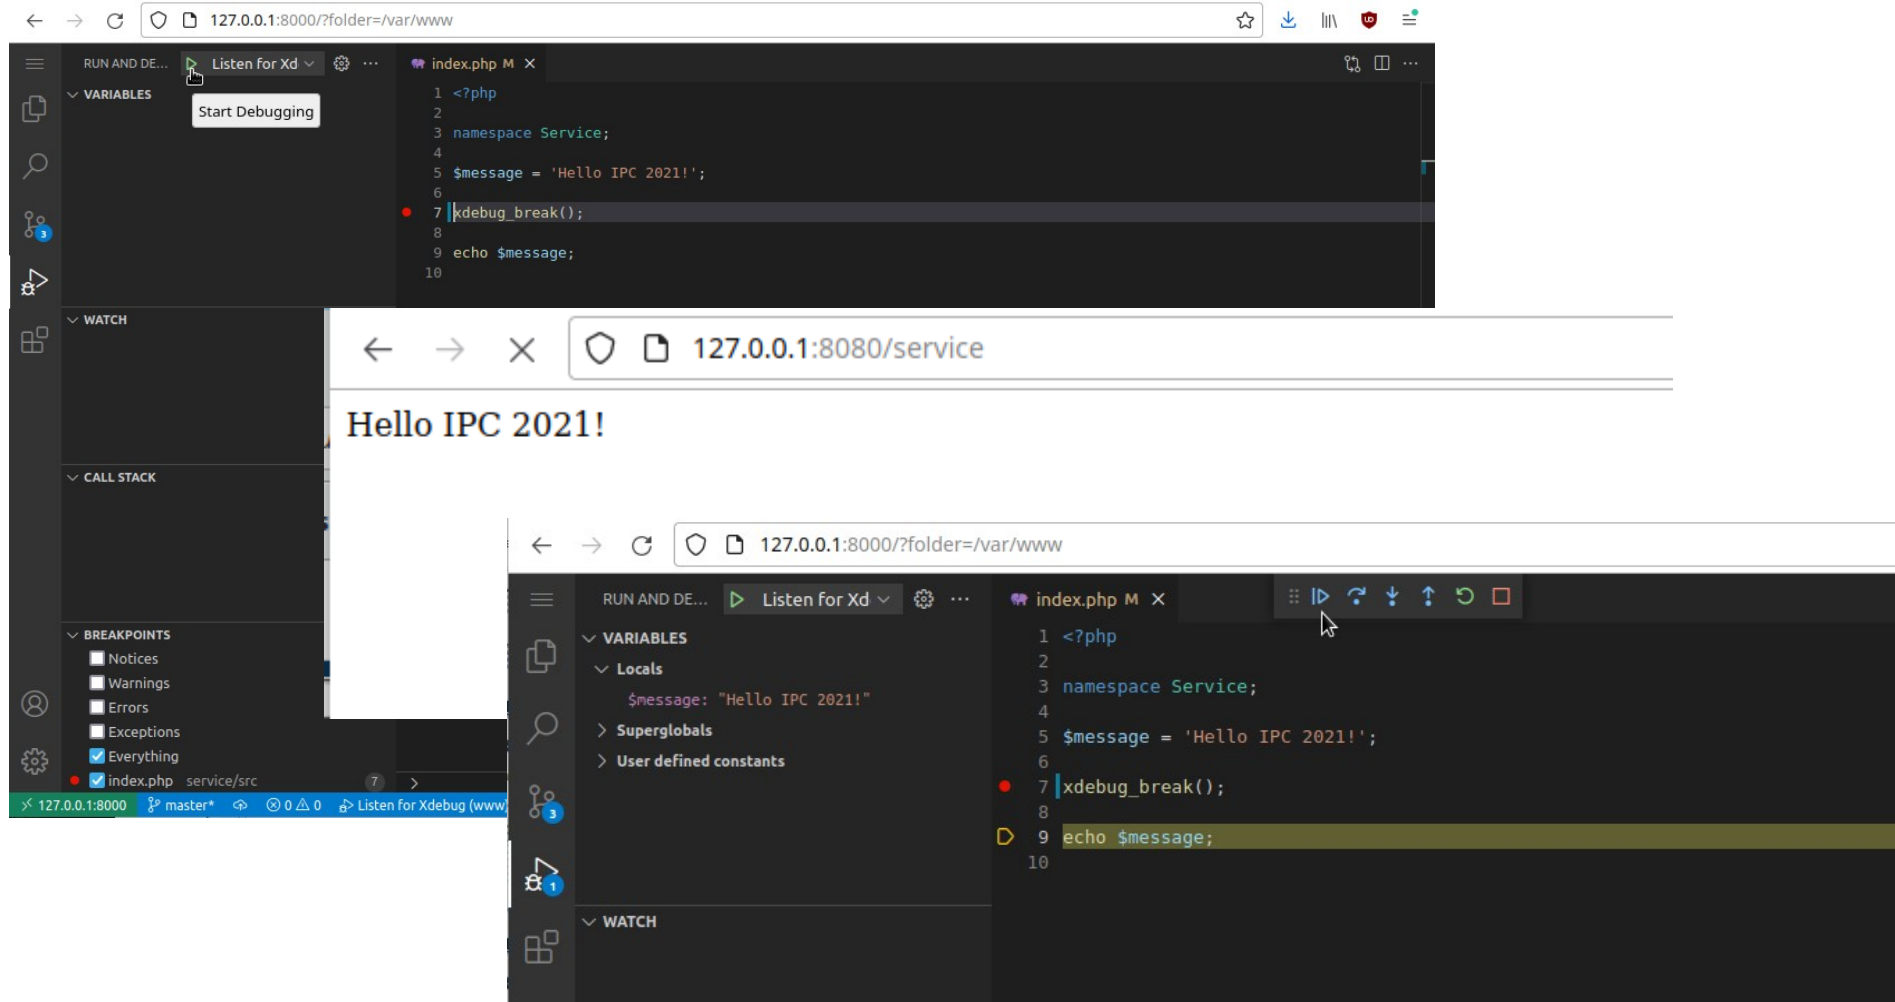 127.0.0.1:8000/?folder=/var/www
RUN AND DE... Listen for Xd
index.php M
VARIABLES
Start Debugging
1 <?php
2
3 namespace Service;
4
5 $message = 'Hello IPC 2021!';
6
7 xdebug_break();
8
9 echo $message;
10
3
WATCH
CALL STACK
BREAKPOINTS
Notices
Warnings
Errors
Exceptions
Everything
index.php service/src 7
127.0.0.1:8000 master* 0 0 Listen for Xdebug (www)
127.0.0.1:8080/service
Hello IPC 2021!
127.0.0.1:8000/?folder=/var/www
RUN AND DE... Listen for Xd
index.php M
VARIABLES
Locals
$message: "Hello IPC 2021!"
Superglobals
User defined constants
3
1
WATCH
1 <?php
2
3 namespace Service;
4
5 $message = 'Hello IPC 2021!';
6
7 xdebug_break();
8
9 echo $message;
10